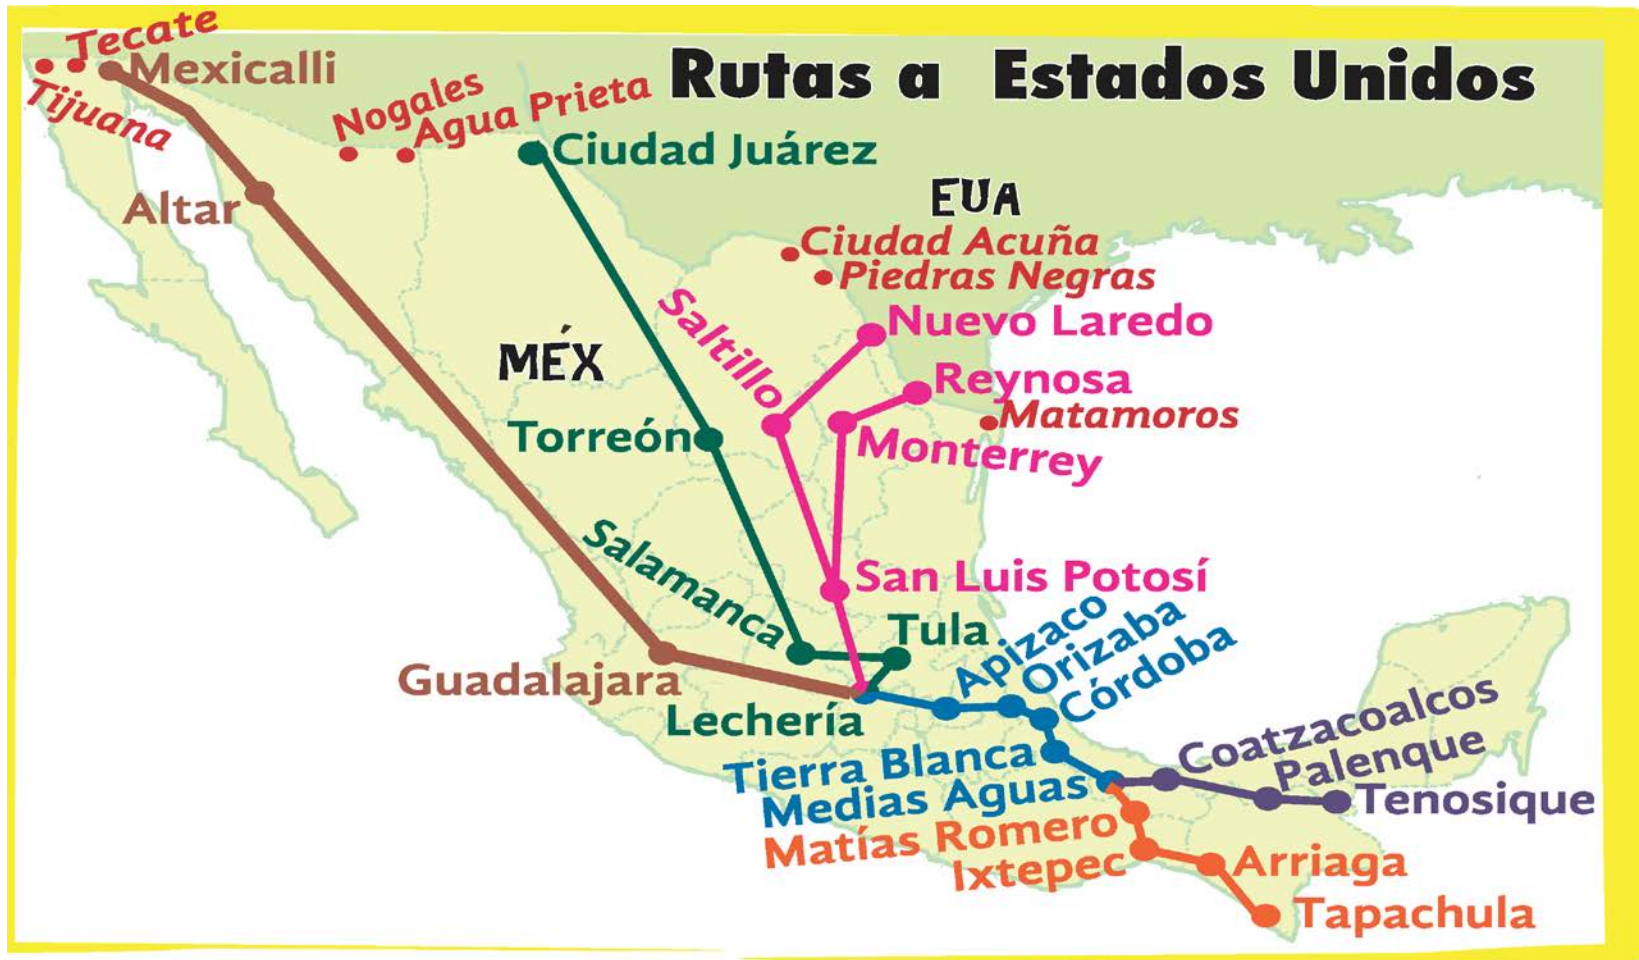 Rutas a Estados Unidos
Tecate
Mexicalli
Tijuana
Nogales
Agua Prieta
Ciudad Juárez
Altar
EUA
Ciudad Acuña
Piedras Negras
Saltillo
Nuevo Laredo
MÉX
Reynosa
Matamoros
Torreón
Monterrey
Salamanca
San Luis Potosí
Tula
Apizaco
Orizaba
Córdoba
Guadalajara
Lechería
Coatzacoalcos
Palenque
Tierra Blanca
Medias Aguas
Tenosique
Matías Romero
Ixtepec
Arriaga
Tapachula